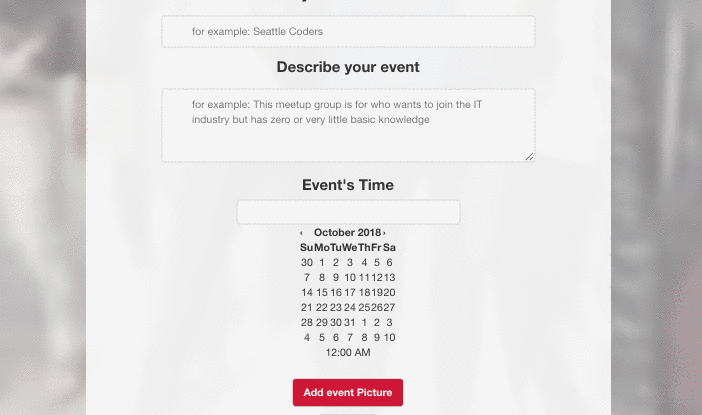 for example: Seattle Coders
Describe your event
for example: This meetup group is for who wants to join the IT
industry but has zero or very little basic knowledge
Event's Time
‹ October 2018 ›
Su Mo Tu We Th Fr Sa
30 1 2 3 4 5 6
7 8 9 10 11 12 13
14 15 16 17 18 19 20
21 22 23 24 25 26 27
28 29 30 31 1 2 3
4 5 6 7 8 9 10
12:00 AM
Add event Picture